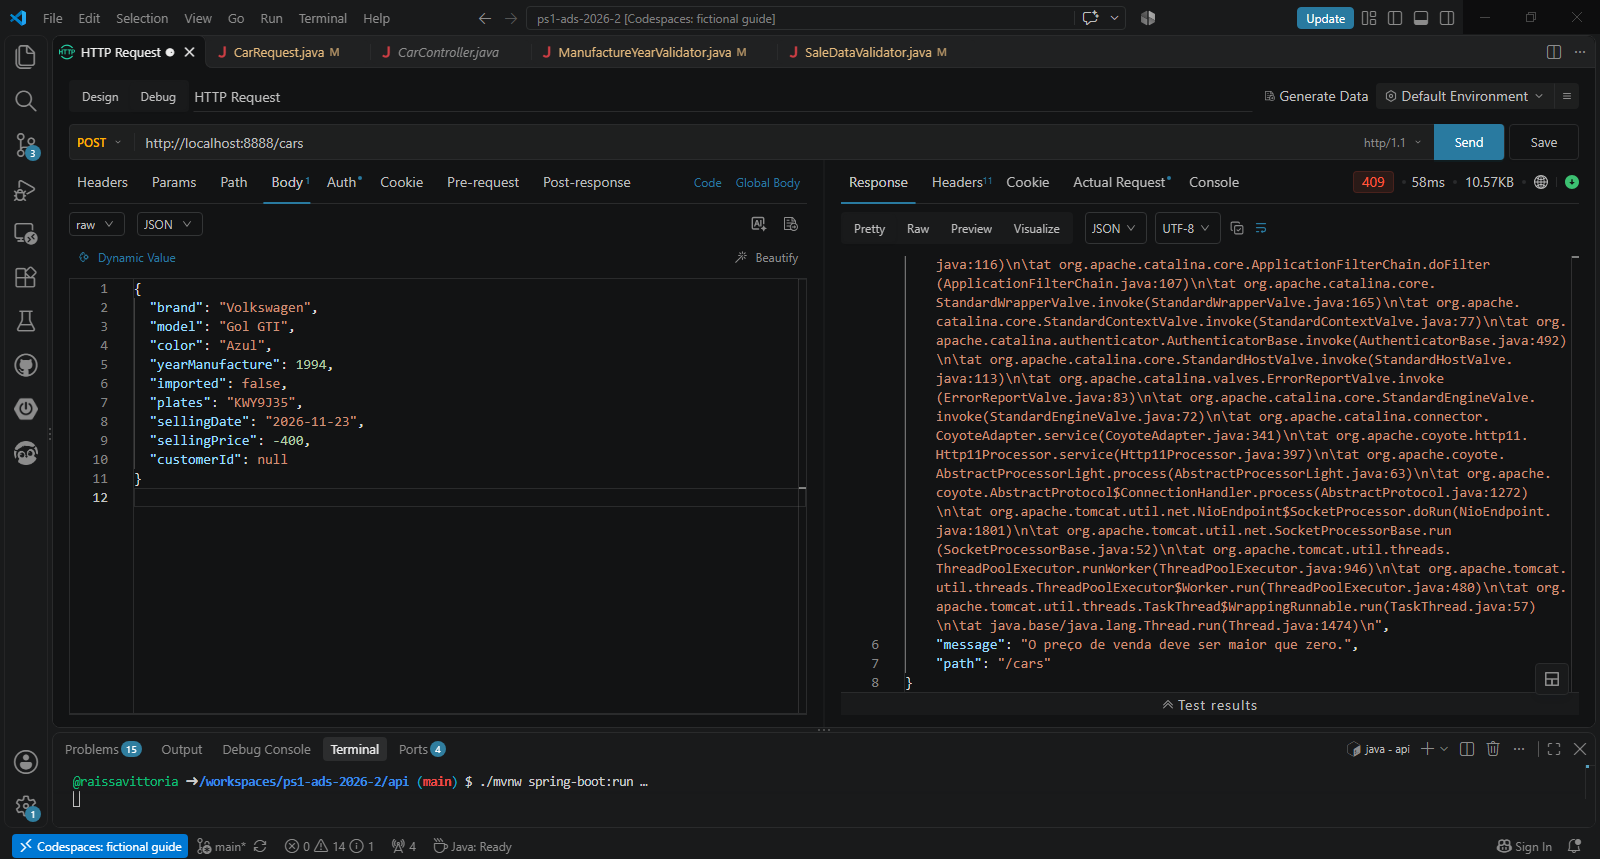 File Edit Selection View Go Run Terminal Help
ps1-ads-2026-2 [Codespaces: fictional guide]
Update
HTTP Request
CarRequest.java M
CarController.java
ManufactureYearValidator.java M
SaleDataValidator.java M
Design Debug HTTP Request
Generate Data Default Environment
POST http://localhost:8888/cars http/1.1 Send Save
Headers Params Path Body 1 Auth Cookie Pre-request Post-response Code Global Body
raw JSON
Dynamic Value Beautify
1 {
2 "brand": "Volkswagen",
3 "model": "Gol GTI",
4 "color": "Azul",
5 "yearManufacture": 1994,
6 "imported": false,
7 "plates": "KWY9J35",
8 "sellingDate": "2026-11-23",
9 "sellingPrice": -400,
10 "customerId": null
11 }
12
Response Headers 11 Cookie Actual Request Console 409 58ms 10.57KB
Pretty Raw Preview Visualize JSON UTF-8
java:116)\n\tat org.apache.catalina.core.ApplicationFilterChain.doFilter
(ApplicationFilterChain.java:107)\n\tat org.apache.catalina.core.
StandardWrapperValve.invoke(StandardWrapperValve.java:165)\n\tat org.apache.
catalina.core.StandardContextValve.invoke(StandardContextValve.java:77)\n\tat org.
apache.catalina.authenticator.AuthenticatorBase.invoke(AuthenticatorBase.java:492)
\n\tat org.apache.catalina.core.StandardHostValve.invoke(StandardHostValve.
java:113)\n\tat org.apache.catalina.valves.ErrorReportValve.invoke
(ErrorReportValve.java:83)\n\tat org.apache.catalina.core.StandardEngineValve.
invoke(StandardEngineValve.java:72)\n\tat org.apache.catalina.connector.
CoyoteAdapter.service(CoyoteAdapter.java:341)\n\tat org.apache.coyote.http11.
Http11Processor.service(Http11Processor.java:397)\n\tat org.apache.coyote.
AbstractProcessorLight.process(AbstractProcessorLight.java:63)\n\tat org.apache.
coyote.AbstractProtocol$ConnectionHandler.process(AbstractProtocol.java:1272)
\n\tat org.apache.tomcat.util.net.NioEndpoint$SocketProcessor.doRun(NioEndpoint.
java:1801)\n\tat org.apache.tomcat.util.net.SocketProcessorBase.run
(SocketProcessorBase.java:52)\n\tat org.apache.tomcat.util.threads.
ThreadPoolExecutor.runWorker(ThreadPoolExecutor.java:946)\n\tat org.apache.tomcat.
util.threads.ThreadPoolExecutor$Worker.run(ThreadPoolExecutor.java:480)\n\tat org.
apache.tomcat.util.threads.TaskThread$WrappingRunnable.run(TaskThread.java:57)
\n\tat java.base/java.lang.Thread.run(Thread.java:1474)\n",
6 "message": "O preço de venda deve ser maior que zero.",
7 "path": "/cars"
8 }
Test results
Problems 15 Output Debug Console Terminal Ports 4
java - api
@raissavittoria ➜/workspaces/ps1-ads-2026-2/api (main) $ ./mvnw spring-boot:run …
3
1
Codespaces: fictional guide main* 0 14 1 4 Java: Ready Sign In